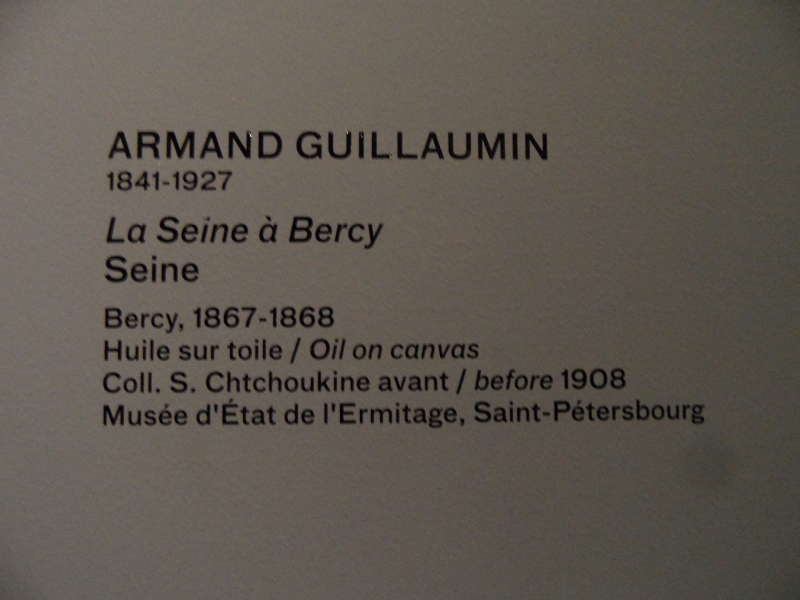 ARMAND GUILLAUMIN
1841-1927
La Seine à Bercy
Seine
Bercy, 1867-1868
Huile sur toile / Oil on canvas
Coll. S. Chtchoukine avant / before 1908
Musée d'État de l'Ermitage, Saint-Pétersbourg